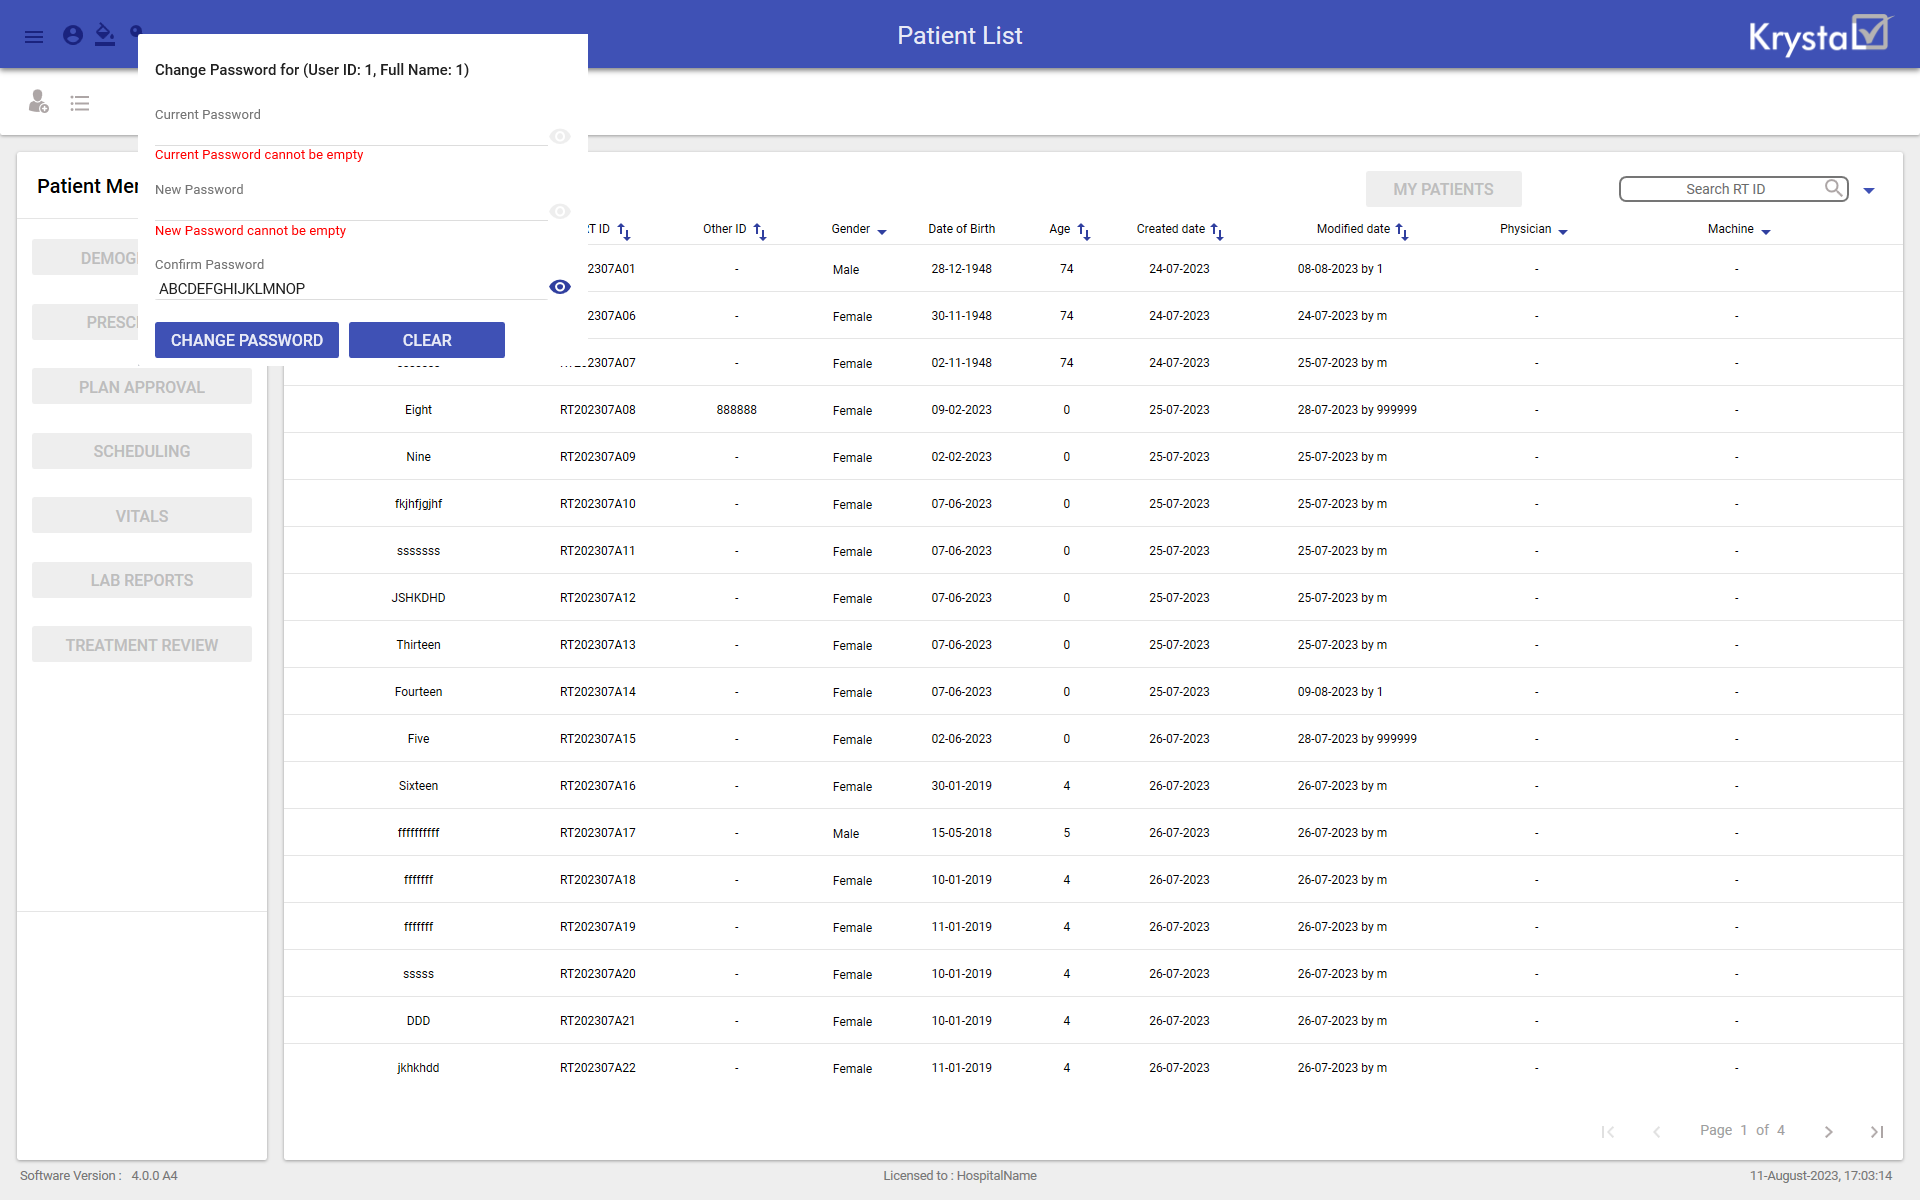 Patient List
Krystal
Change Password for (User ID: 1, Full Name: 1)
Current Password
Current Password cannot be empty
New Password
New Password cannot be empty
Confirm Password
ABCDEFGHIJKLMNOP
CHANGE PASSWORD CLEAR
Patient
PLAN APPROVAL
SCHEDULING
VITALS
LAB REPORTS
TREATMENT REVIEW
MY PATIENTS
Search RT ID
ID Other ID Gender Date of Birth Age Created date Modified date Physician Machine
02307A01 - Male 28-12-1948 74 24-07-2023 08-08-2023 by 1 - -
02307A06 - Female 30-11-1948 74 24-07-2023 24-07-2023 by m - -
02307A07 - Female 02-11-1948 74 24-07-2023 25-07-2023 by m - -
Eight RT202307A08 888888 Female 09-02-2023 0 25-07-2023 28-07-2023 by 999999 - -
Nine RT202307A09 - Female 02-02-2023 0 25-07-2023 25-07-2023 by m - -
fkjhfjgjhf RT202307A10 - Female 07-06-2023 0 25-07-2023 25-07-2023 by m - -
sssssss RT202307A11 - Female 07-06-2023 0 25-07-2023 25-07-2023 by m - -
JSHKDHD RT202307A12 - Female 07-06-2023 0 25-07-2023 25-07-2023 by m - -
Thirteen RT202307A13 - Female 07-06-2023 0 25-07-2023 25-07-2023 by m - -
Fourteen RT202307A14 - Female 07-06-2023 0 25-07-2023 09-08-2023 by 1 - -
Five RT202307A15 - Female 02-06-2023 0 26-07-2023 28-07-2023 by 999999 - -
Sixteen RT202307A16 - Female 30-01-2019 4 26-07-2023 26-07-2023 by m - -
ffffffffff RT202307A17 - Male 15-05-2018 5 26-07-2023 26-07-2023 by m - -
fffffff RT202307A18 - Female 10-01-2019 4 26-07-2023 26-07-2023 by m - -
fffffff RT202307A19 - Female 11-01-2019 4 26-07-2023 26-07-2023 by m - -
sssss RT202307A20 - Female 10-01-2019 4 26-07-2023 26-07-2023 by m - -
DDD RT202307A21 - Female 10-01-2019 4 26-07-2023 26-07-2023 by m - -
jkhkhdd RT202307A22 - Female 11-01-2019 4 26-07-2023 26-07-2023 by m - -
Page 1 of 4
Software Version : 4.0.0 A4
Licensed to : HospitalName
11-August-2023, 17:03:14